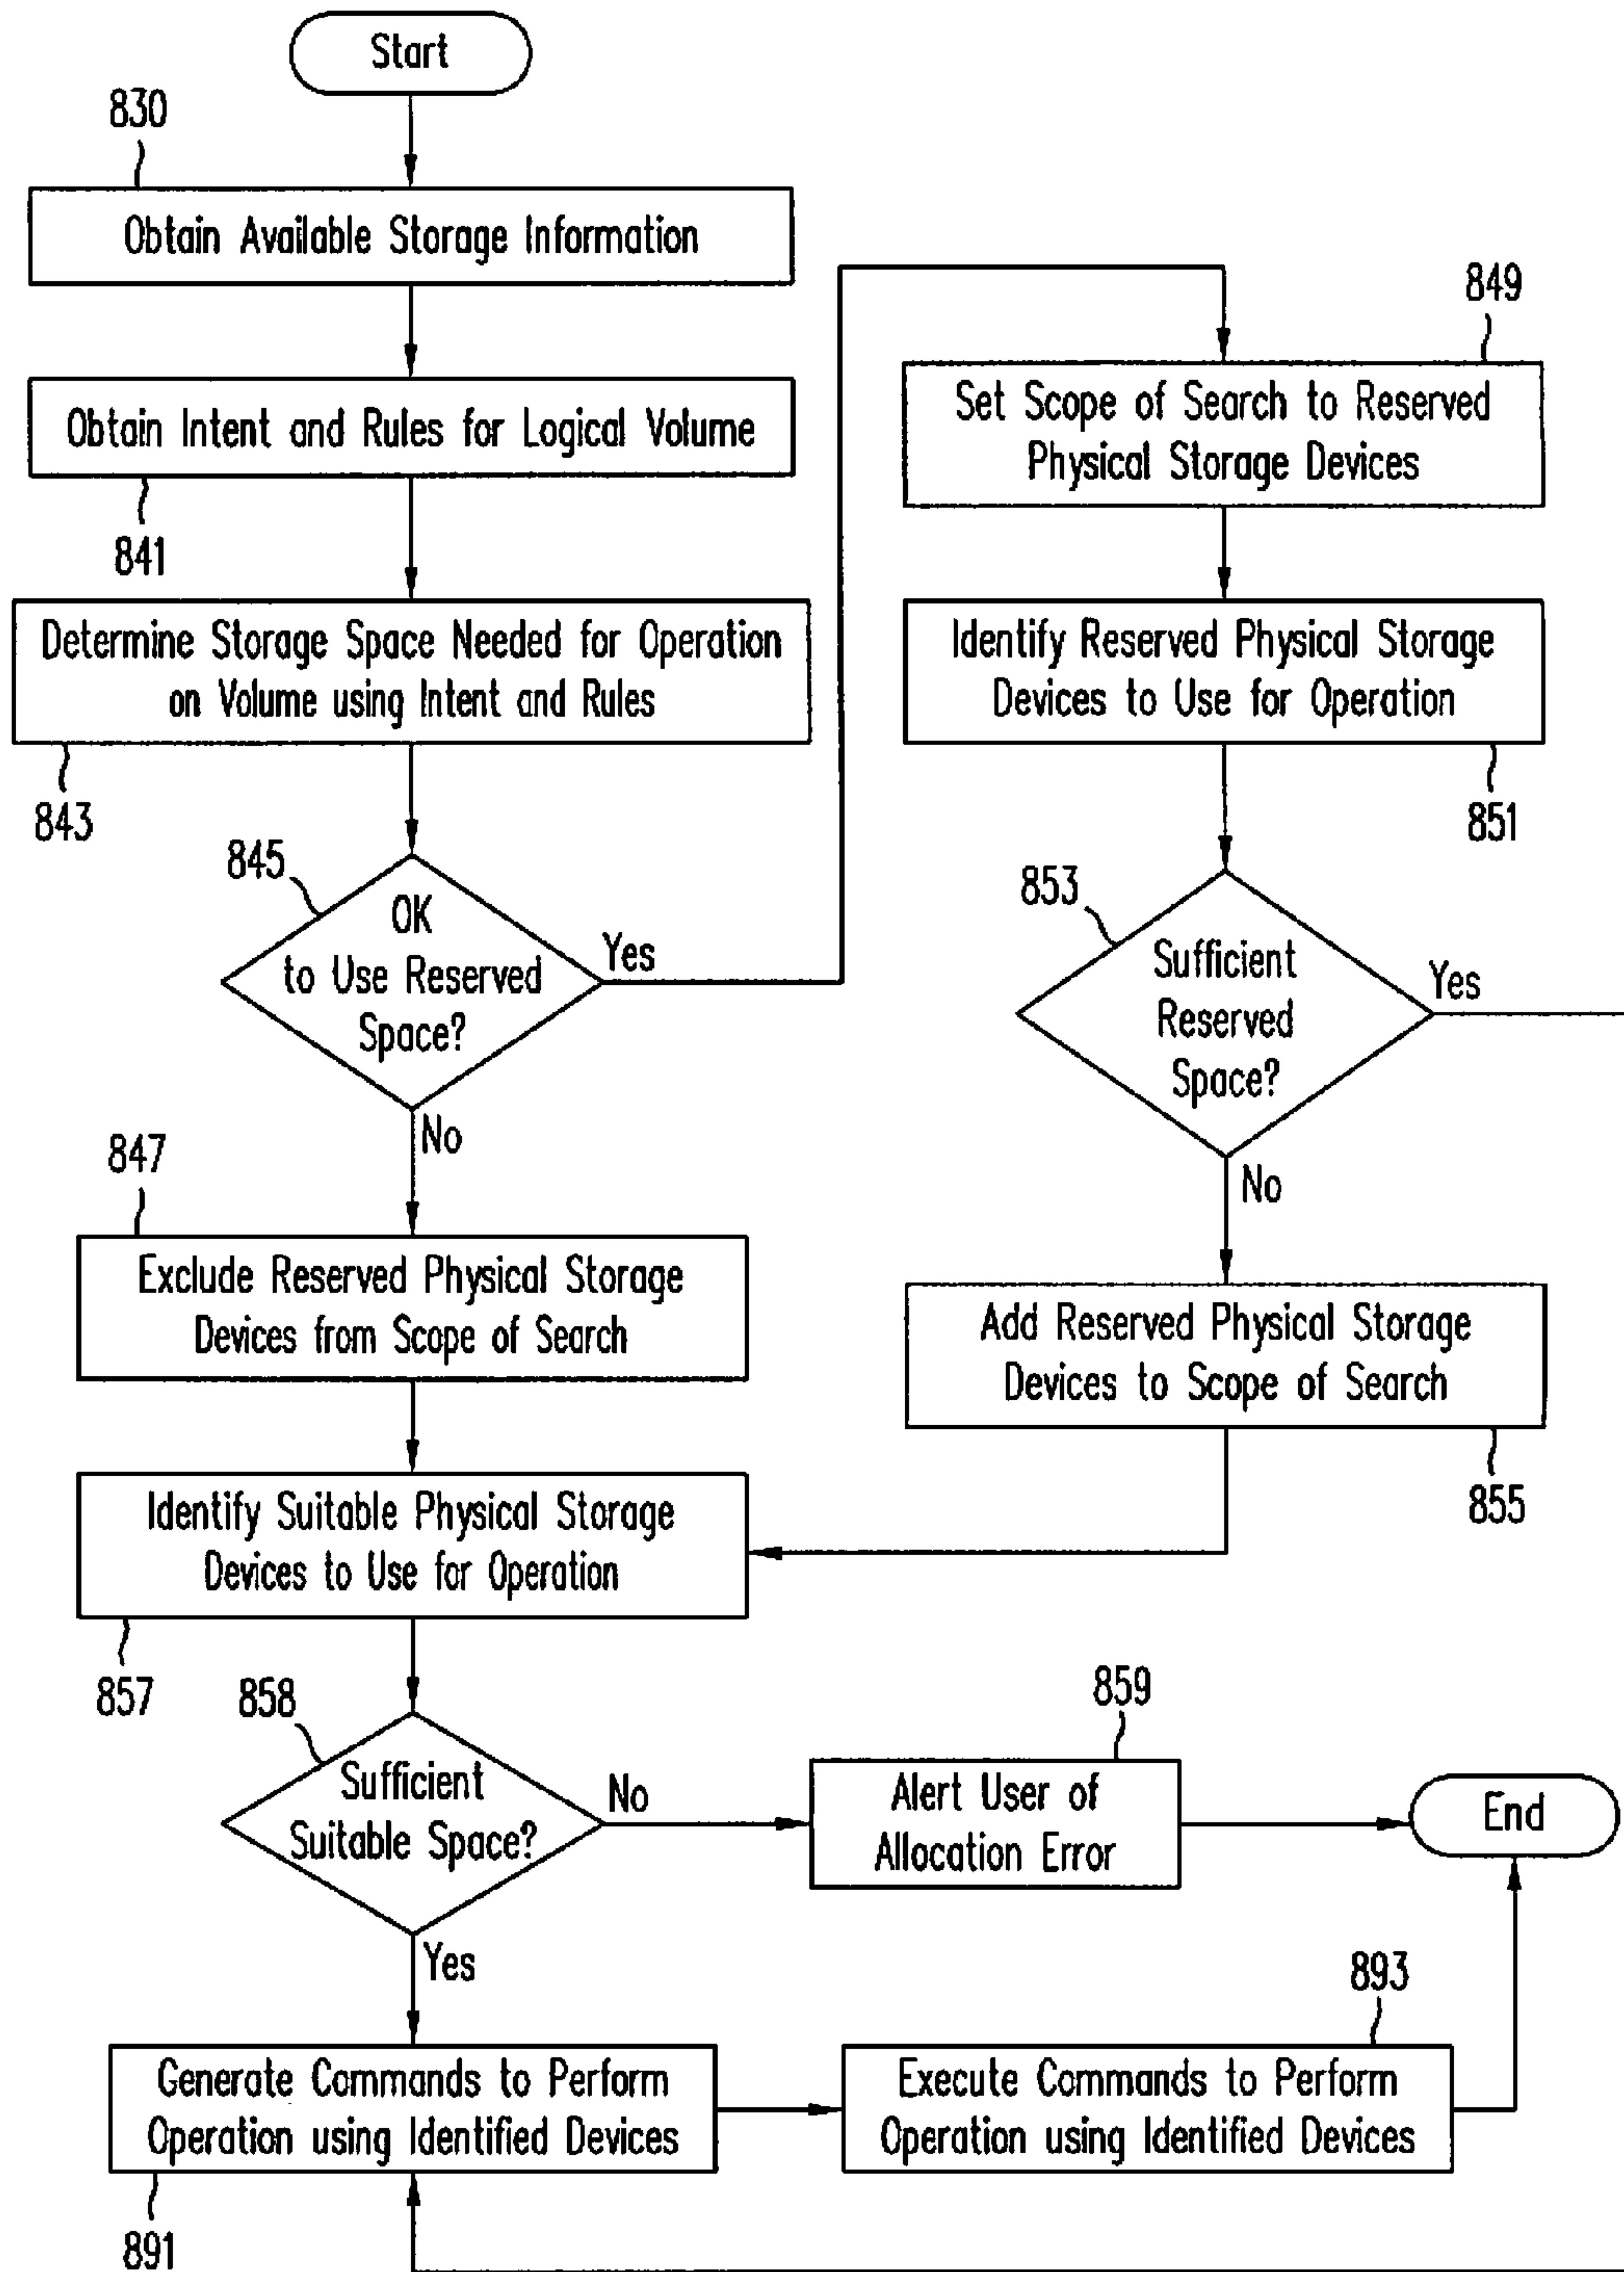 Start
830
Obtain Available Storage Information
Obtain Intent and Rules for Logical Volume
841
Determine Storage Space Needed for Operation
on Volume using Intent and Rules
843
845
OK
to Use Reserved
Space?
Yes
No
847
Exclude Reserved Physical Storage
Devices from Scope of Search
849
Set Scope of Search to Reserved
Physical Storage Devices
Identify Reserved Physical Storage
Devices to Use for Operation
851
853
Sufficient
Reserved
Space?
Yes
No
Add Reserved Physical Storage
Devices to Scope of Search
855
Identify Suitable Physical Storage
Devices to Use for Operation
857
858
Sufficient
Suitable Space?
No
859
Alert User of
Allocation Error
End
Yes
Generate Commands to Perform
Operation using Identified Devices
891
893
Execute Commands to Perform
Operation using Identified Devices